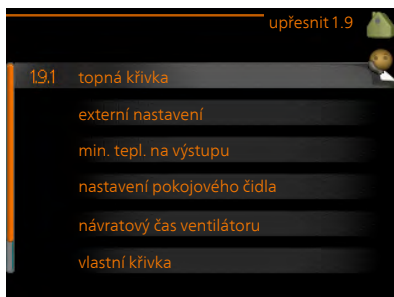 upřesnit 1.9
1.9.1 topná křivka
externí nastavení
min. tepl. na výstupu
nastavení pokojového čidla
návratový čas ventilátoru
vlastní křivka